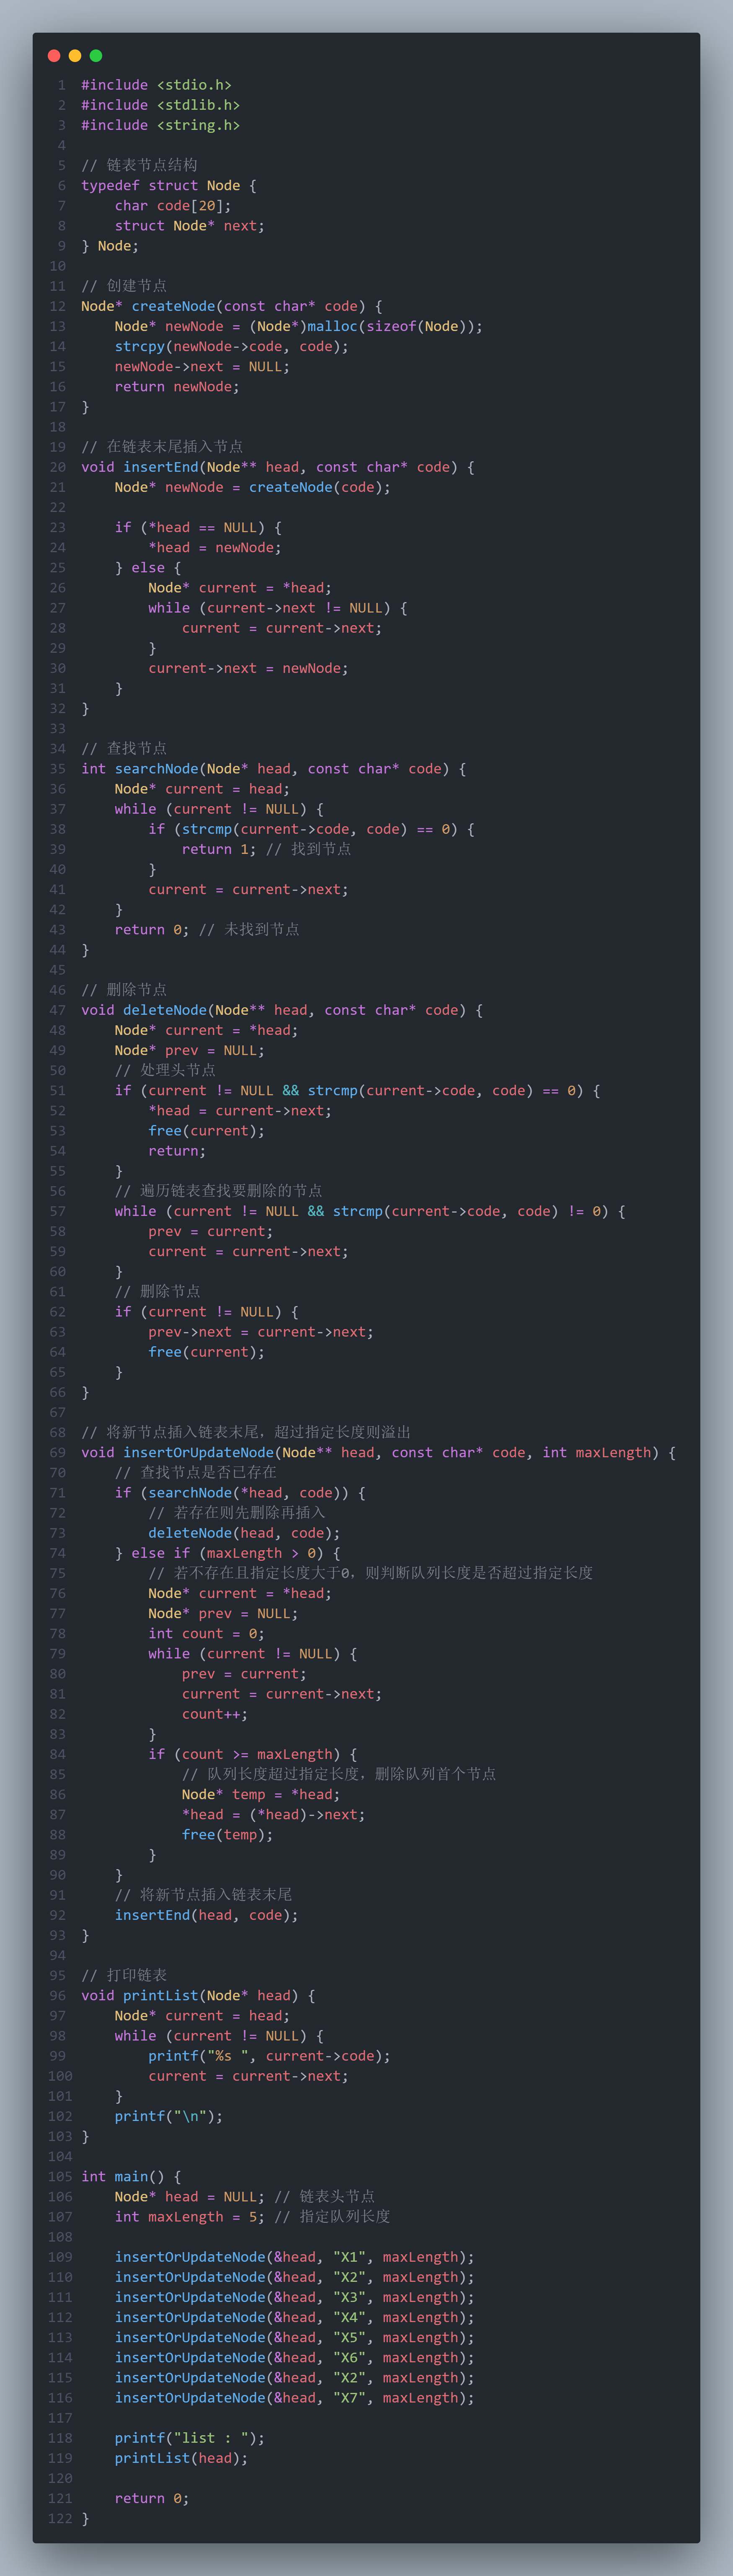 1 #include <stdio.h>
2 #include <stdlib.h>
3 #include <string.h>
4
5 // 链表节点结构
6 typedef struct Node {
7     char code[20];
8     struct Node* next;
9 } Node;
10
11 // 创建节点
12 Node* createNode(const char* code) {
13     Node* newNode = (Node*)malloc(sizeof(Node));
14     strcpy(newNode->code, code);
15     newNode->next = NULL;
16     return newNode;
17 }
18
19 // 在链表末尾插入节点
20 void insertEnd(Node** head, const char* code) {
21     Node* newNode = createNode(code);
22
23     if (*head == NULL) {
24         *head = newNode;
25     } else {
26         Node* current = *head;
27         while (current->next != NULL) {
28             current = current->next;
29         }
30         current->next = newNode;
31     }
32 }
33
34 // 查找节点
35 int searchNode(Node* head, const char* code) {
36     Node* current = head;
37     while (current != NULL) {
38         if (strcmp(current->code, code) == 0) {
39             return 1; // 找到节点
40         }
41         current = current->next;
42     }
43     return 0; // 未找到节点
44 }
45
46 // 删除节点
47 void deleteNode(Node** head, const char* code) {
48     Node* current = *head;
49     Node* prev = NULL;
50     // 处理头节点
51     if (current != NULL && strcmp(current->code, code) == 0) {
52         *head = current->next;
53         free(current);
54         return;
55     }
56     // 遍历链表查找要删除的节点
57     while (current != NULL && strcmp(current->code, code) != 0) {
58         prev = current;
59         current = current->next;
60     }
61     // 删除节点
62     if (current != NULL) {
63         prev->next = current->next;
64         free(current);
65     }
66 }
67
68 // 将新节点插入链表末尾，超过指定长度则溢出
69 void insertOrUpdateNode(Node** head, const char* code, int maxLength) {
70     // 查找节点是否已存在
71     if (searchNode(*head, code)) {
72         // 若存在则先删除再插入
73         deleteNode(head, code);
74     } else if (maxLength > 0) {
75         // 若不存在且指定长度大于0，则判断队列长度是否超过指定长度
76         Node* current = *head;
77         Node* prev = NULL;
78         int count = 0;
79         while (current != NULL) {
80             prev = current;
81             current = current->next;
82             count++;
83         }
84         if (count >= maxLength) {
85             // 队列长度超过指定长度，删除队列首个节点
86             Node* temp = *head;
87             *head = (*head)->next;
88             free(temp);
89         }
90     }
91     // 将新节点插入链表末尾
92     insertEnd(head, code);
93 }
94
95 // 打印链表
96 void printList(Node* head) {
97     Node* current = head;
98     while (current != NULL) {
99         printf("%s ", current->code);
100         current = current->next;
101     }
102     printf("\n");
103 }
104
105 int main() {
106     Node* head = NULL; // 链表头节点
107     int maxLength = 5; // 指定队列长度
108
109     insertOrUpdateNode(&head, "X1", maxLength);
110     insertOrUpdateNode(&head, "X2", maxLength);
111     insertOrUpdateNode(&head, "X3", maxLength);
112     insertOrUpdateNode(&head, "X4", maxLength);
113     insertOrUpdateNode(&head, "X5", maxLength);
114     insertOrUpdateNode(&head, "X6", maxLength);
115     insertOrUpdateNode(&head, "X2", maxLength);
116     insertOrUpdateNode(&head, "X7", maxLength);
117
118     printf("list : ");
119     printList(head);
120
121     return 0;
122 }